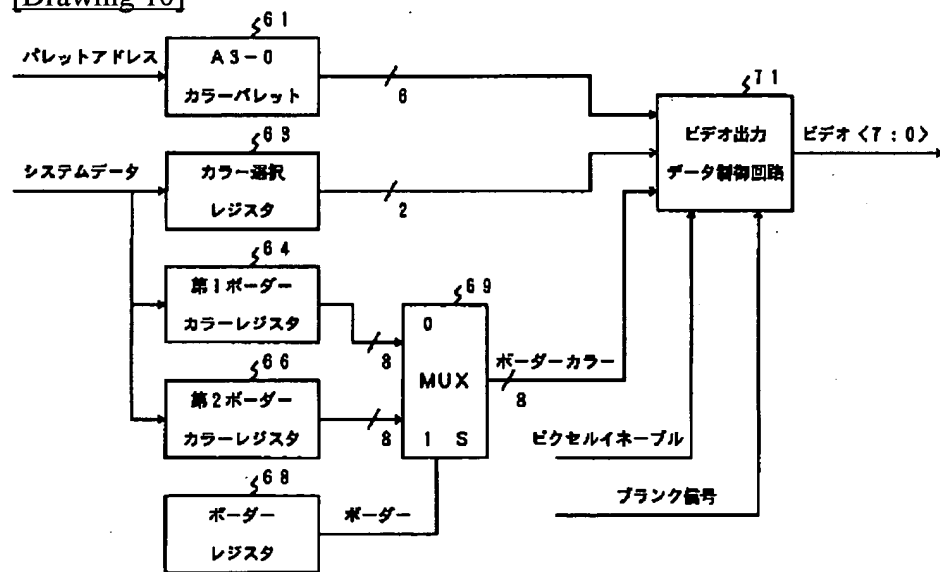 [Drawing 10]
61
パレットアドレス
A3-0
カラーパレット
6
63
システムデータ
カラー選択
レジスタ
2
71
ビデオ出力
データ制御回路
ビデオ<7:0>
64
第1ボーダー
カラーレジスタ
8
66
第2ボーダー
カラーレジスタ
8
69
0
MUX
1 S
ボーダーカラー
8
68
ボーダー
レジスタ
ボーダー
ピクセルイネーブル
ブランク信号